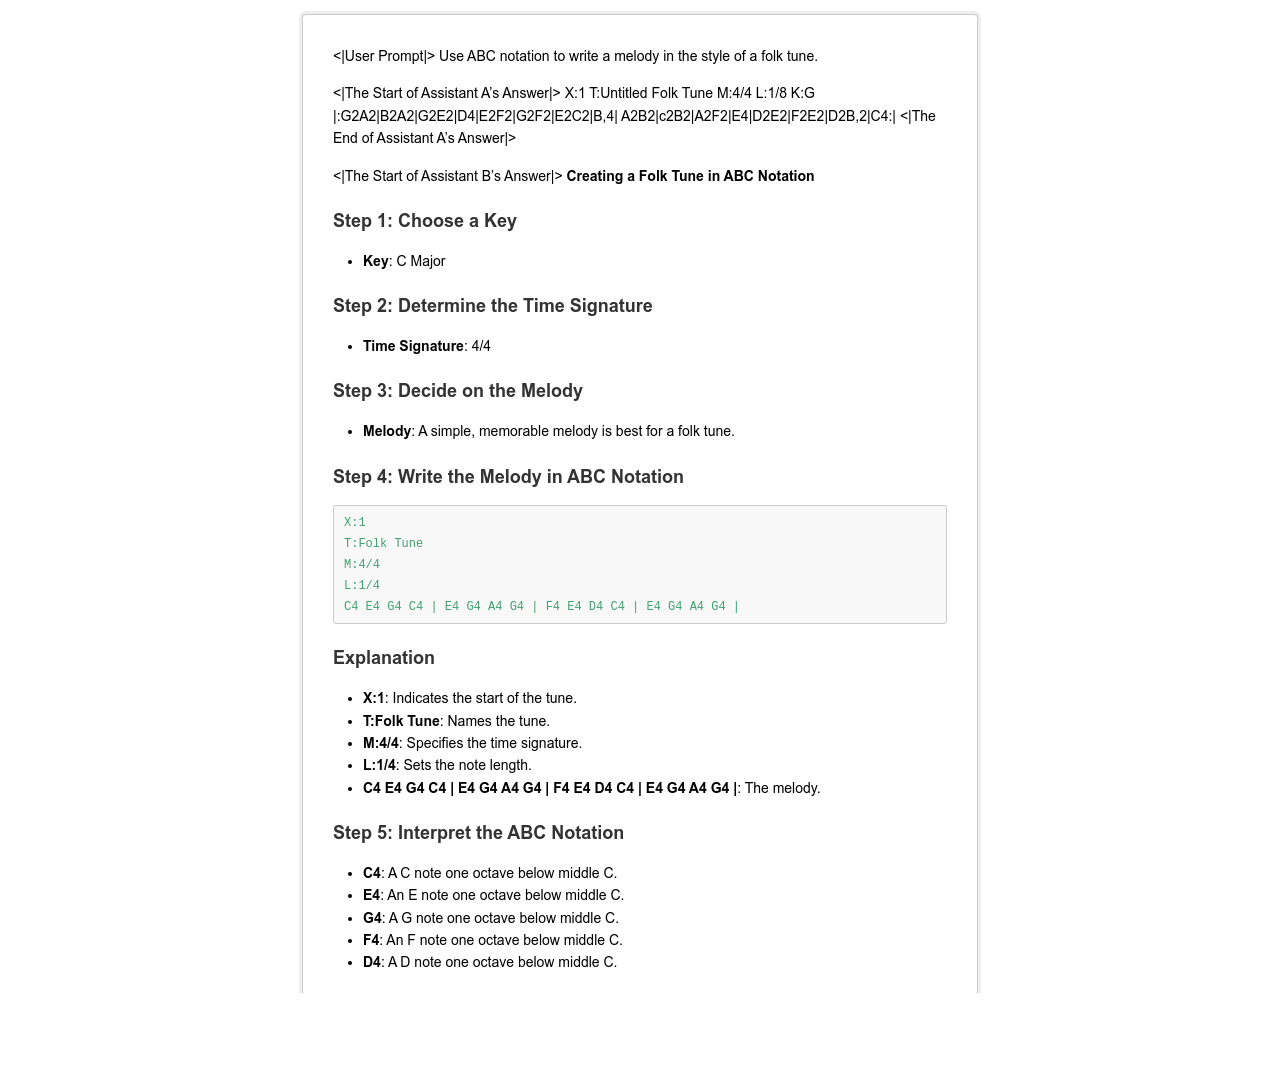 <|User Prompt|> Use ABC notation to write a melody in the style of a folk tune.
<|The Start of Assistant A’s Answer|> X:1 T:Untitled Folk Tune M:4/4 L:1/8 K:G
|:G2A2|B2A2|G2E2|D4|E2F2|G2F2|E2C2|B,4| A2B2|c2B2|A2F2|E4|D2E2|F2E2|D2B,2|C4:| <|The
End of Assistant A’s Answer|>
<|The Start of Assistant B’s Answer|> Creating a Folk Tune in ABC Notation
Step 1: Choose a Key
• Key: C Major
Step 2: Determine the Time Signature
• Time Signature: 4/4
Step 3: Decide on the Melody
• Melody: A simple, memorable melody is best for a folk tune.
Step 4: Write the Melody in ABC Notation
X:1
T:Folk Tune
M:4/4
L:1/4
C4 E4 G4 C4 | E4 G4 A4 G4 | F4 E4 D4 C4 | E4 G4 A4 G4 |
Explanation
• X:1: Indicates the start of the tune.
• T:Folk Tune: Names the tune.
• M:4/4: Specifies the time signature.
• L:1/4: Sets the note length.
• C4 E4 G4 C4 | E4 G4 A4 G4 | F4 E4 D4 C4 | E4 G4 A4 G4 |: The melody.
Step 5: Interpret the ABC Notation
• C4: A C note one octave below middle C.
• E4: An E note one octave below middle C.
• G4: A G note one octave below middle C.
• F4: An F note one octave below middle C.
• D4: A D note one octave below middle C.